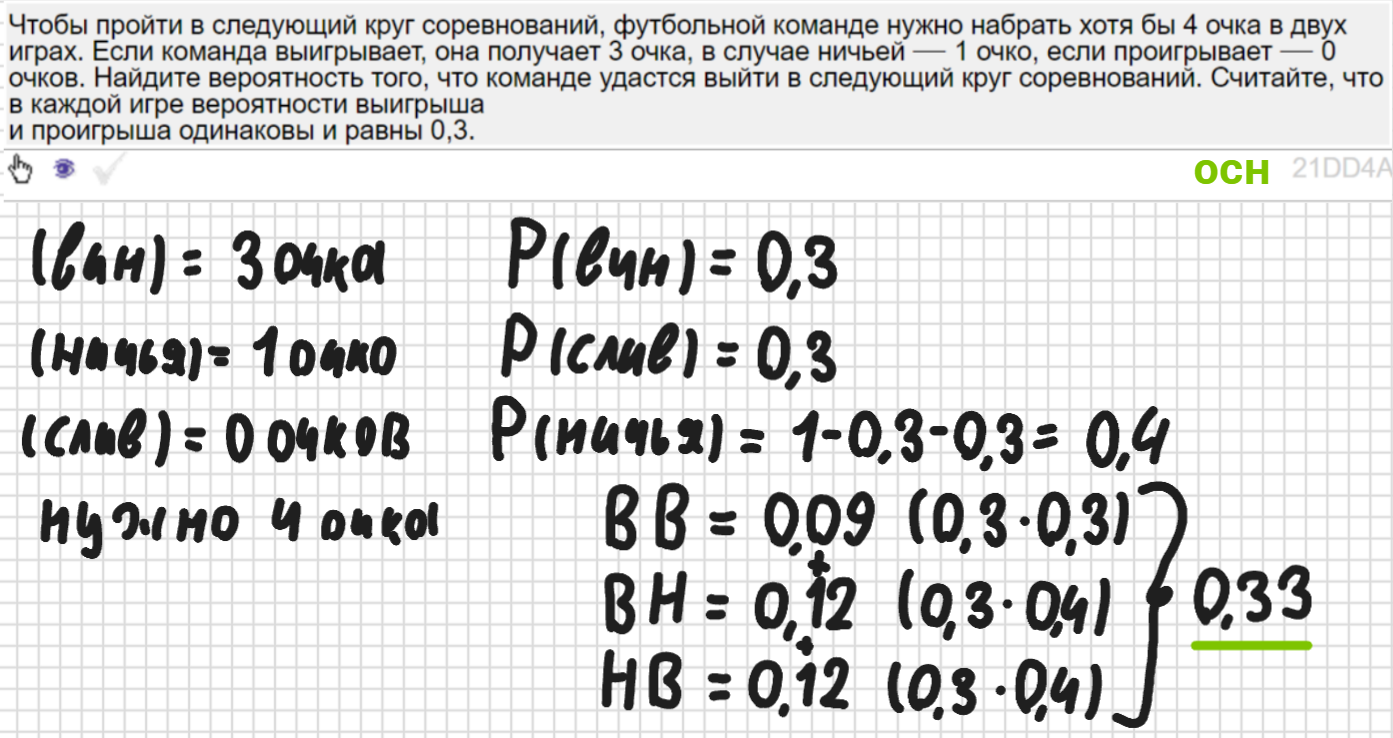 Чтобы пройти в следующий круг соревнований, футбольной команде нужно набрать хотя бы 4 очка в двух
играх. Если команда выигрывает, она получает 3 очка, в случае ничьей — 1 очко, если проигрывает — 0
очков. Найдите вероятность того, что команде удастся выйти в следующий круг соревнований. Считайте, что
в каждой игре вероятности выигрыша
и проигрыша одинаковы и равны 0,3.
осн 21DD4A
(вин) = 3 очка P(вин) = 0,3
(ничья) = 1 очко P(слив) = 0,3
(слив) = 0 очков P(ничья) = 1-0,3-0,3 = 0,4
нужно 4 очка ВВ = 0,09 (0,3·0,3)
+
ВН = 0,12 (0,3·0,4) 0,33
+
НВ = 0,12 (0,3·0,4)